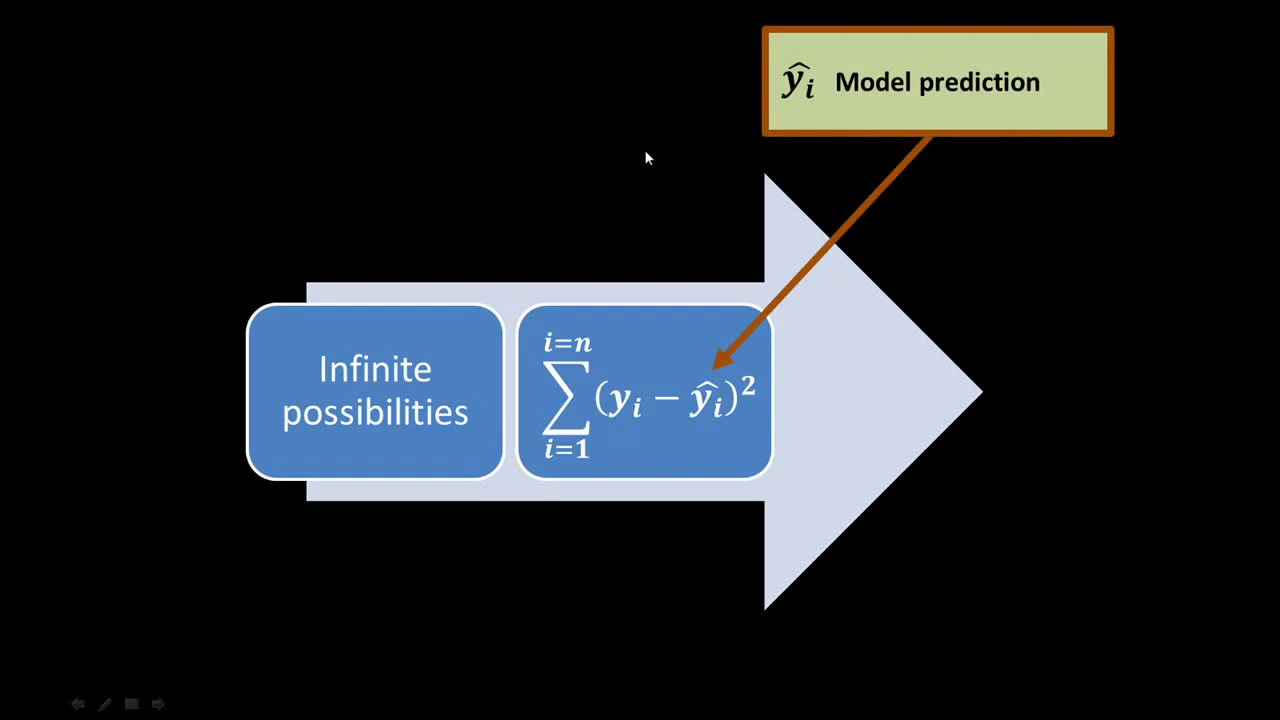 ŷᵢ Model prediction
Infinite
possibilities
i=n
∑(yᵢ − ŷᵢ)²
i=1